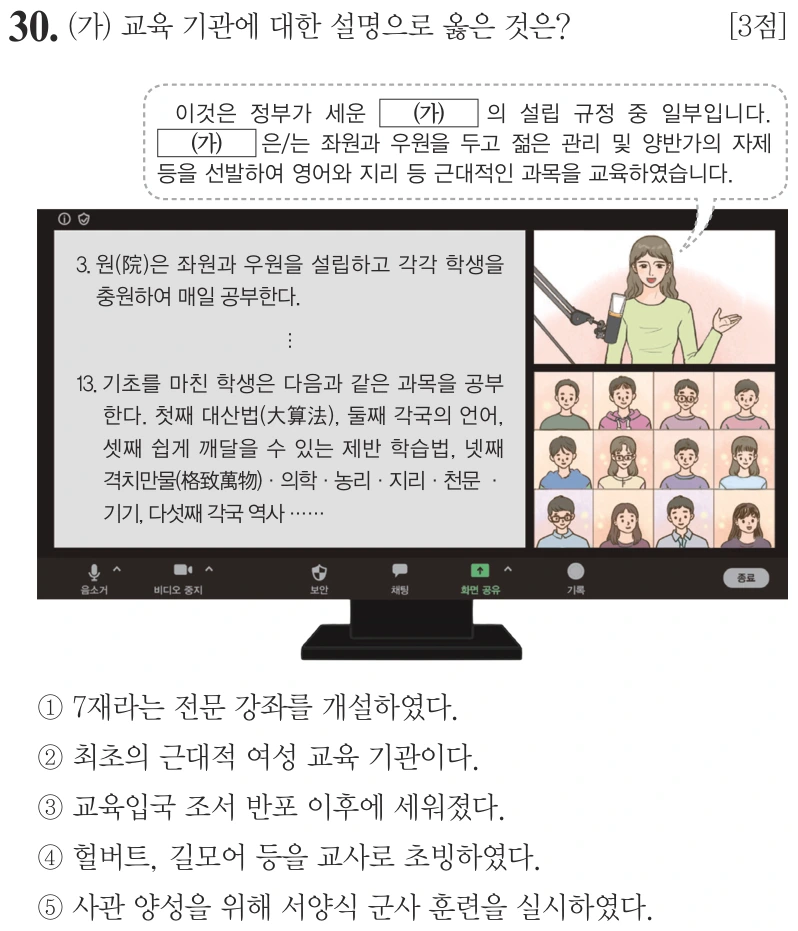 30. (가) 교육 기관에 대한 설명으로 옳은 것은? [3점]
이것은 정부가 세운 (가) 의 설립 규정 중 일부입니다.
(가) 은/는 좌원과 우원을 두고 젊은 관리 및 양반가의 자제
등을 선발하여 영어와 지리 등 근대적인 과목을 교육하였습니다.
3. 원(院)은 좌원과 우원을 설립하고 각각 학생을
충원하여 매일 공부한다.
⋮
13. 기초를 마친 학생은 다음과 같은 과목을 공부
한다. 첫째 대산법(大算法), 둘째 각국의 언어,
셋째 쉽게 깨달을 수 있는 제반 학습법, 넷째
격치만물(格致萬物)·의학·농리·지리·천문·
기기, 다섯째 각국 역사 ……
음소거 비디오 중지 보안 채팅 화면 공유 기록 종료
① 7재라는 전문 강좌를 개설하였다.
② 최초의 근대적 여성 교육 기관이다.
③ 교육입국 조서 반포 이후에 세워졌다.
④ 헐버트, 길모어 등을 교사로 초빙하였다.
⑤ 사관 양성을 위해 서양식 군사 훈련을 실시하였다.